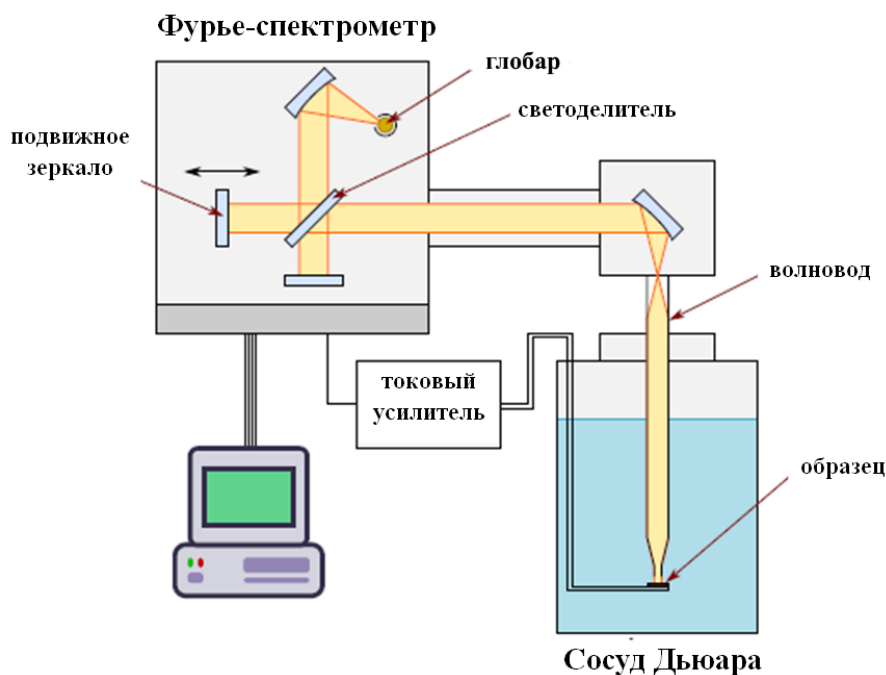 Фурье-спектрометр
глобар
светоделитель
подвижное
зеркало
волновод
токовый
усилитель
образец
Сосуд Дьюара